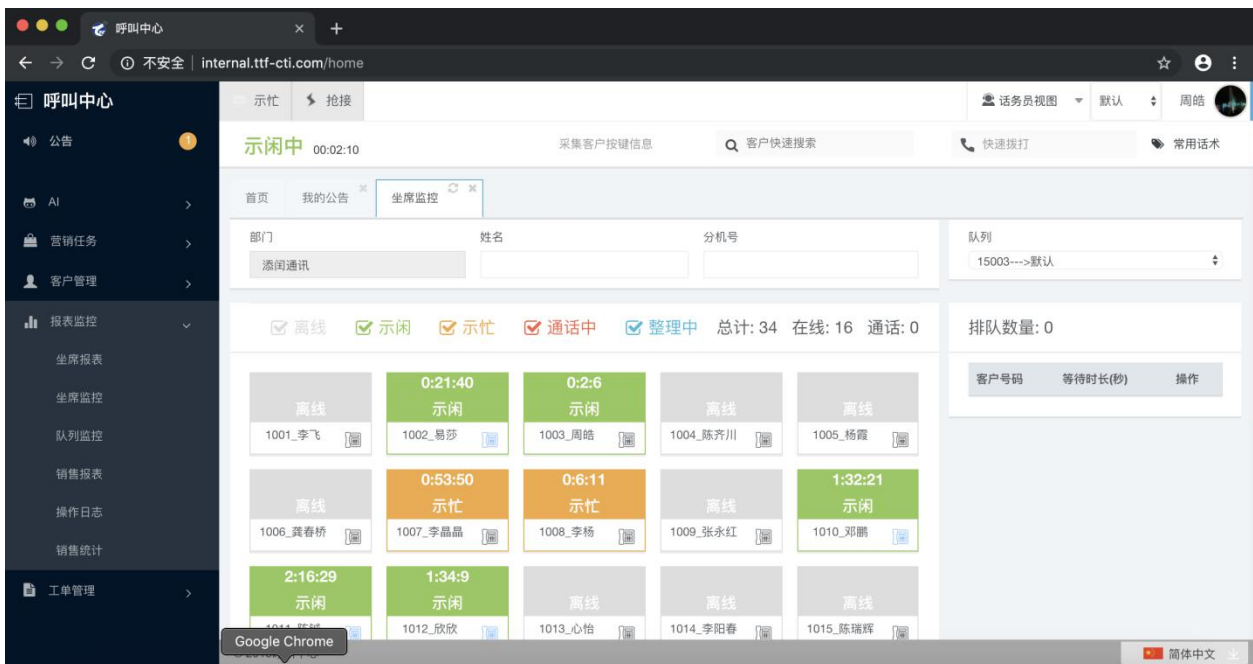 呼叫中心
不安全 | internal.ttf-cti.com/home
呼叫中心
示忙 抢接 话务员视图 默认 周皓
公告 1
示闲中 00:02:10 采集客户按键信息 客户快速搜索 快速拨打 常用话术
首页 我的公告 坐席监控
AI
营销任务
客户管理
报表监控
坐席报表
坐席监控
队列监控
销售报表
操作日志
销售统计
工单管理
部门 姓名 分机号 队列
添闰通讯 15003--->默认
离线 示闲 示忙 通话中 整理中 总计: 34 在线: 16 通话: 0 排队数量: 0
客户号码 等待时长(秒) 操作
0:21:40 0:2:6
离线 示闲 示闲 离线 离线
1001_李飞 1002_易莎 1003_周皓 1004_陈齐川 1005_杨霞
0:53:50 0:6:11 1:32:21
离线 示忙 示忙 离线 示闲
1006_龚春桥 1007_李晶晶 1008_李杨 1009_张永红 1010_邓鹏
2:16:29 1:34:9
示闲 示闲 离线 离线 离线
1012_欣欣 1013_心怡 1014_李阳春 1015_陈瑞辉
Google Chrome
简体中文